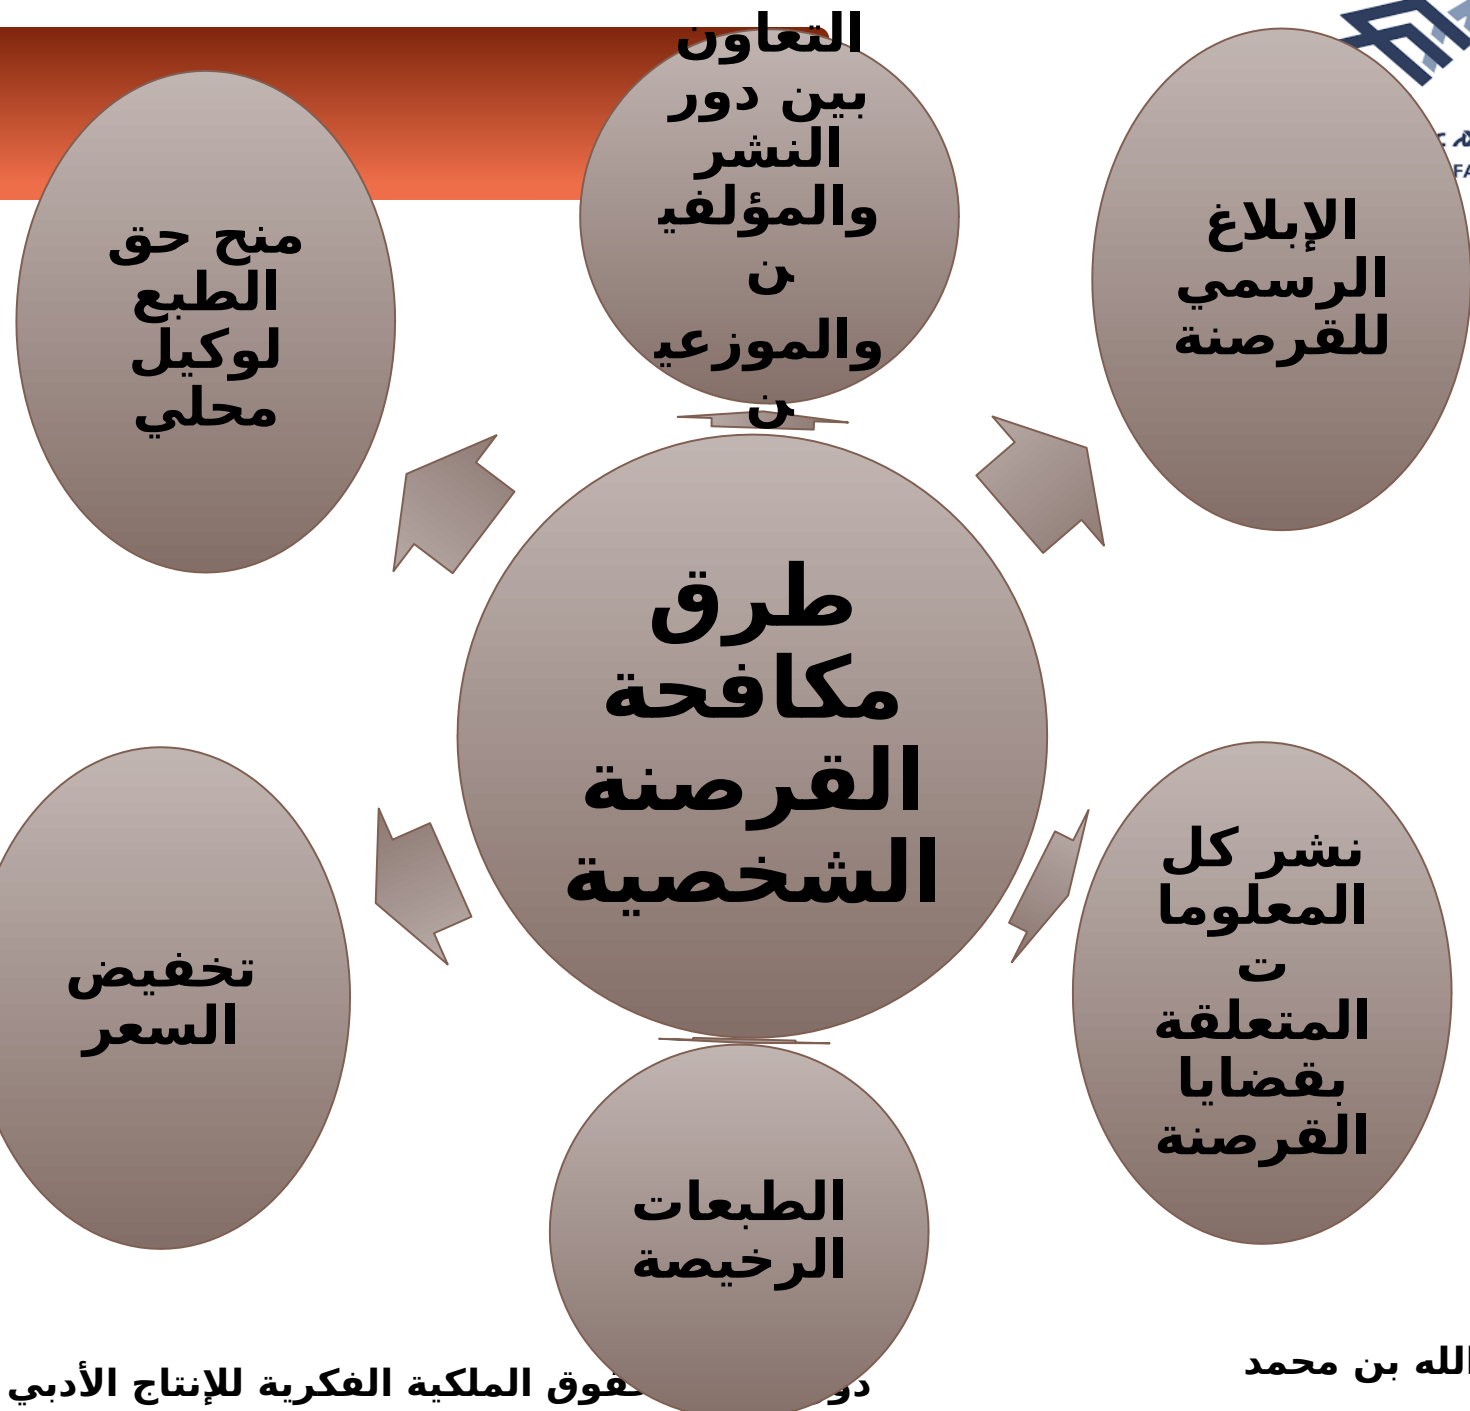 التعاون
بين دور
النشر
والمؤلفي
ن
والموزعي
ن
الإبلاغ
الرسمي
للقرصنة
منح حق
الطبع
لوكيل
محلي
طرق
مكافحة
القرصنة
الشخصية
نشر كل
المعلوما
ت
المتعلقة
بقضايا
القرصنة
تخفيض
السعر
الطبعات
الرخيصة
الله بن محمد
الملكية الفكرية للإنتاج الأدبي